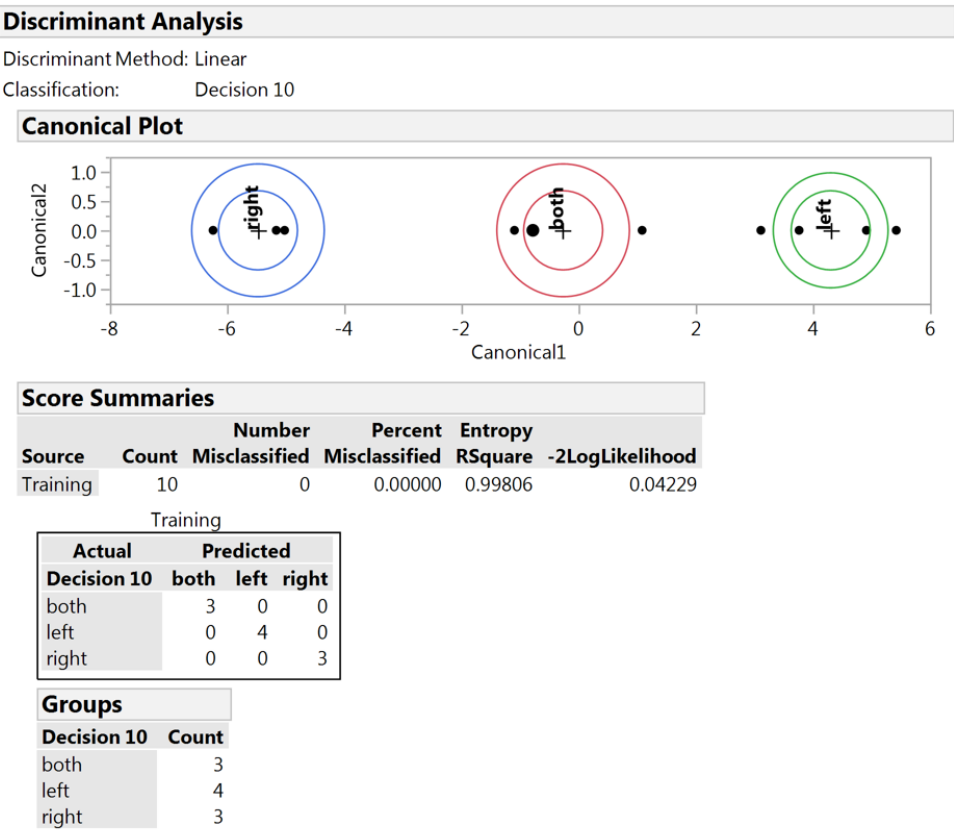 Discriminant Analysis
Discriminant Method: Linear
Classification: Decision 10
Canonical Plot
Canonical2
1.0
0.5
0.0
-0.5
-1.0
right
both
left
-8 -6 -4 -2 0 2 4 6
Canonical1
Score Summaries
Number Percent Entropy
Source Count Misclassified Misclassified RSquare -2LogLikelihood
Training 10 0 0.00000 0.99806 0.04229
Training
Actual Predicted
Decision 10 both left right
both 3 0 0
left 0 4 0
right 0 0 3
Groups
Decision 10 Count
both 3
left 4
right 3